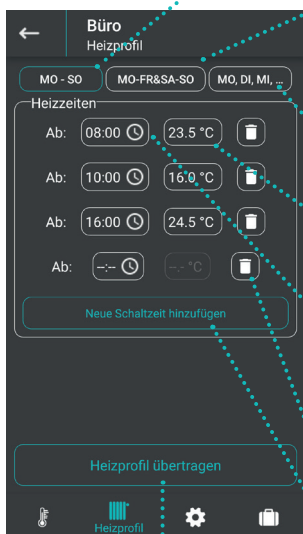 Büro
Heizprofil
MO - SO MO-FR&SA-SO MO, DI, MI, ...
Heizzeiten
Ab: 08:00 23.5 °C
Ab: 10:00 16.0 °C
Ab: 16:00 24.5 °C
Ab: --:-- --.- °C
Neue Schaltzeit hinzufügen
Heizprofil übertragen
Heizprofil